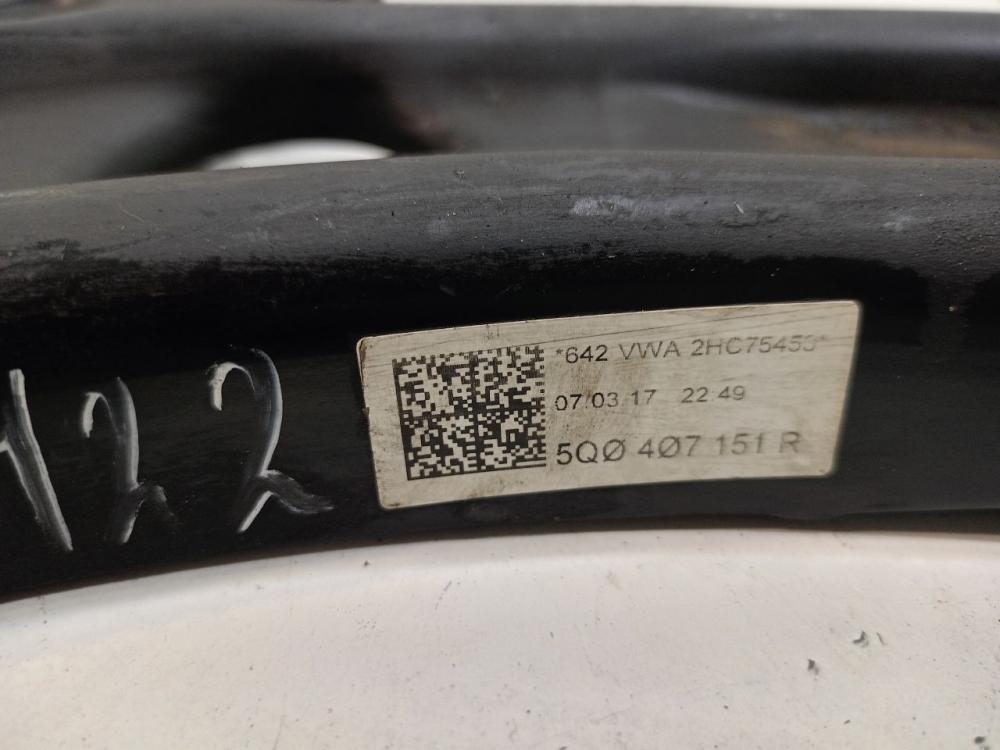 122
*642 VWA 2HC75453*
07/03 17 22 49
5QØ 4Ø7 151 R